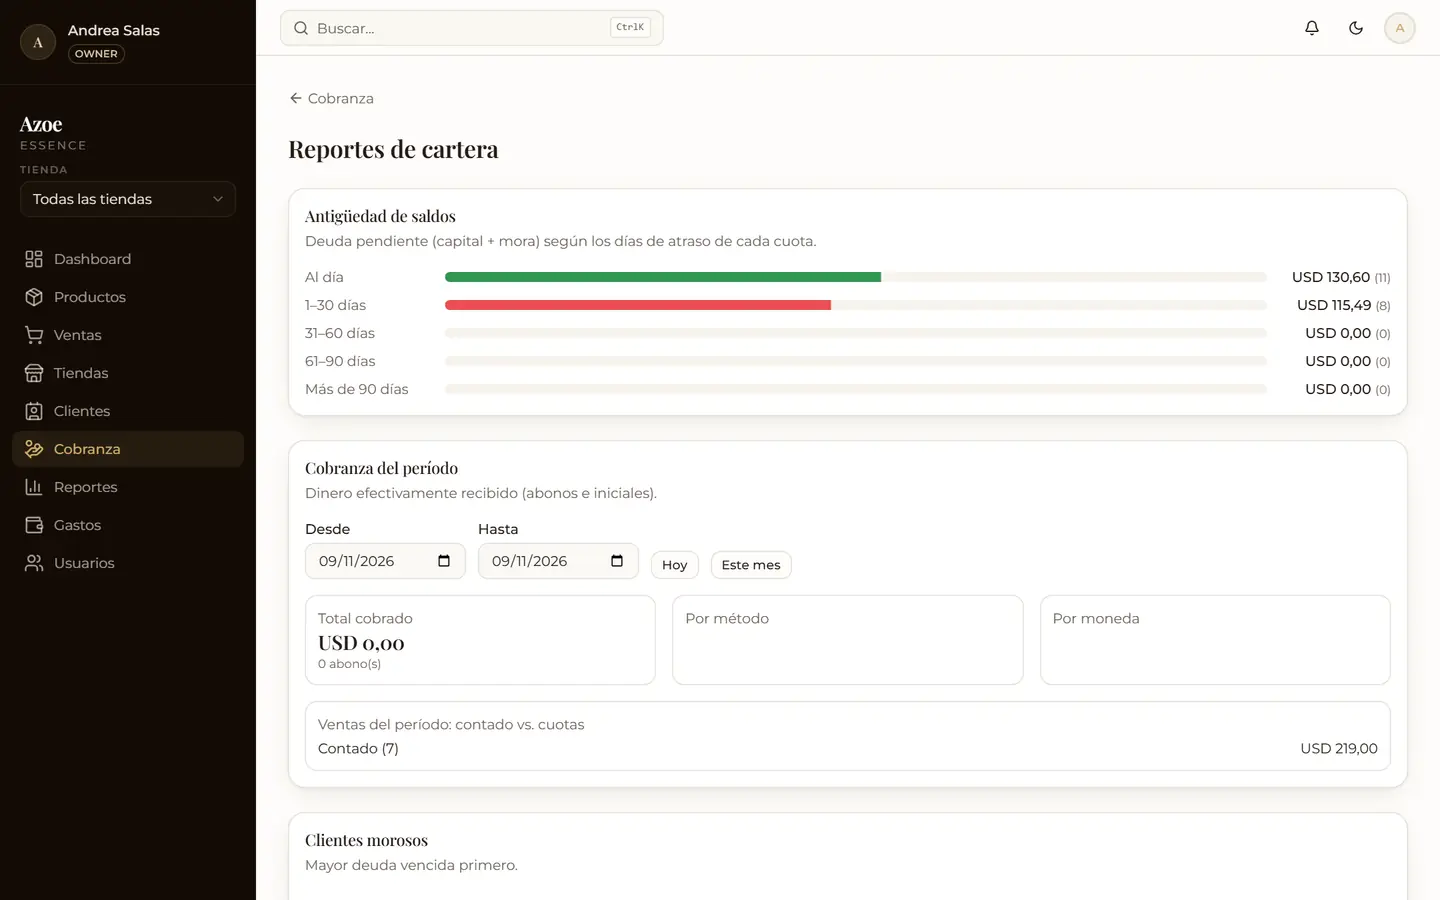 A
Andrea Salas
OWNER
Azoe
ESSENCE
TIENDA
Todas las tiendas
Dashboard
Productos
Ventas
Tiendas
Clientes
Cobranza
Reportes
Gastos
Usuarios
Buscar...
CtrlK
A
Cobranza
Reportes de cartera
Antigüedad de saldos
Deuda pendiente (capital + mora) según los días de atraso de cada cuota.
Al día USD 130,60 (11)
1–30 días USD 115,49 (8)
31–60 días USD 0,00 (0)
61–90 días USD 0,00 (0)
Más de 90 días USD 0,00 (0)
Cobranza del período
Dinero efectivamente recibido (abonos e iniciales).
Desde Hasta
09/11/2026 09/11/2026 Hoy Este mes
Total cobrado
USD 0,00
0 abono(s)
Por método
Por moneda
Ventas del período: contado vs. cuotas
Contado (7) USD 219,00
Clientes morosos
Mayor deuda vencida primero.